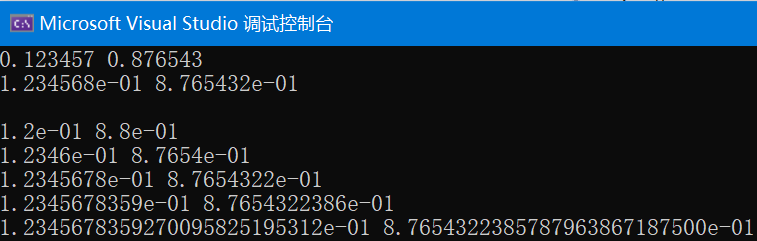 Microsoft Visual Studio 调试控制台
0.123457 0.876543
1.234568e-01 8.765432e-01
1.2e-01 8.8e-01
1.2346e-01 8.7654e-01
1.2345678e-01 8.7654322e-01
1.2345678359e-01 8.7654322386e-01
1.2345678359270095825195312e-01 8.7654322385787963867187500e-01